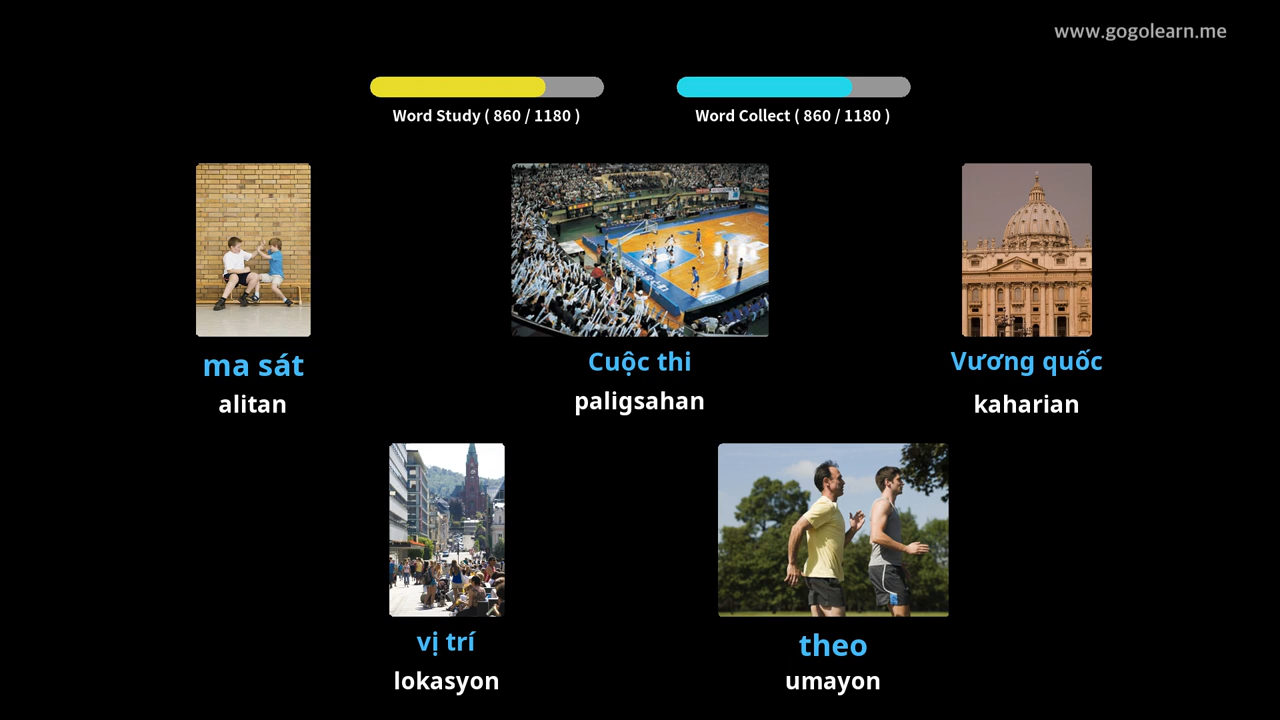 www.gogolearn.me
Word Study ( 860 / 1180 )
Word Collect ( 860 / 1180 )
ma sát
alitan
Cuộc thi
paligsahan
Vương quốc
kaharian
vị trí
lokasyon
theo
umayon